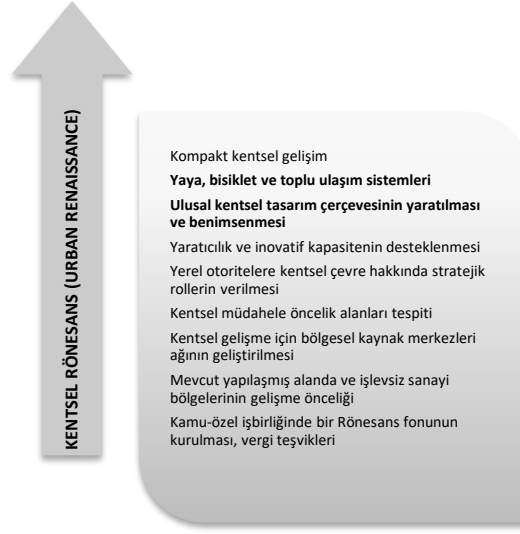 KENTSEL RÖNESANS (URBAN RENAISSANCE)
Kompakt kentsel gelişim
Yaya, bisiklet ve toplu ulaşım sistemleri
Ulusal kentsel tasarım çerçevesinin yaratılması
ve benimsenmesi
Yaratıcılık ve inovatif kapasitenin desteklenmesi
Yerel otoritelere kentsel çevre hakkında stratejik
rollerin verilmesi
Kentsel müdahele öncelik alanları tespiti
Kentsel gelişme için bölgesel kaynak merkezleri
ağının geliştirilmesi
Mevcut yapılaşmış alanda ve işlevsiz sanayi
bölgelerinin gelişme önceliği
Kamu-özel işbirliğinde bir Rönesans fonunun
kurulması, vergi teşvikleri